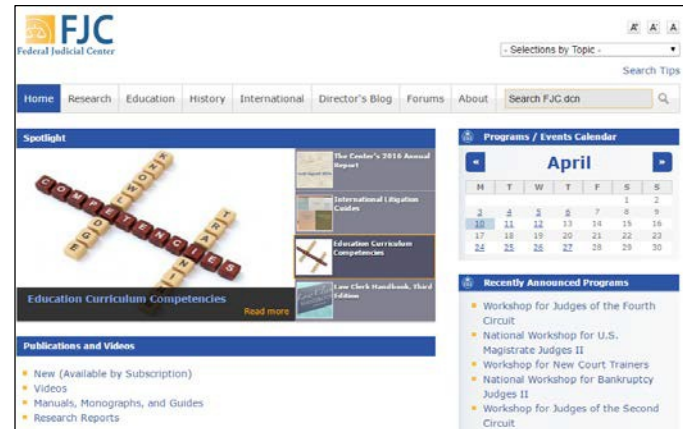 FJC
Federal Judicial Center
A+ A- A
- Selections by Topic -
Search Tips
Home Research Education History International Director's Blog Forums About Search FJC.dcn
Spotlight
COMPETENCIES
KNOWLEDGE
TRAINING
The Center's 2016 Annual Report
International Litigation Guides
Education Curriculum Competencies
Law Clerk Handbook, Third Edition
Education Curriculum Competencies
Read more
Publications and Videos
New (Available by Subscription)
Videos
Manuals, Monographs, and Guides
Research Reports
Programs / Events Calendar
« April »
M T W T F S S
1 2
3 4 5 6 7 8 9
10 11 12 13 14 15 16
17 18 19 20 21 22 23
24 25 26 27 28 29 30
Recently Announced Programs
Workshop for Judges of the Fourth
Circuit
National Workshop for U.S.
Magistrate Judges II
Workshop for New Court Trainers
National Workshop for Bankruptcy
Judges II
Workshop for Judges of the Second
Circuit